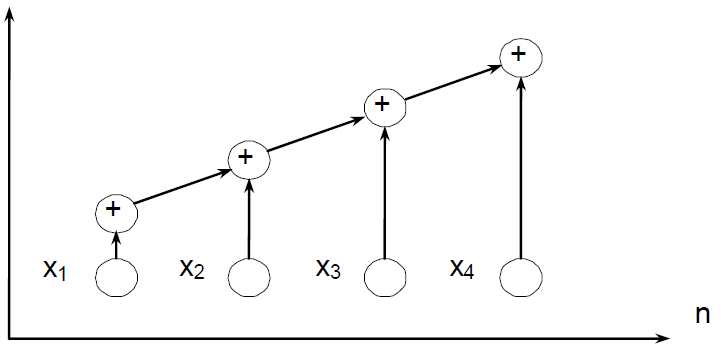 +
+
+
+
x₁ x₂ x₃ x₄
n